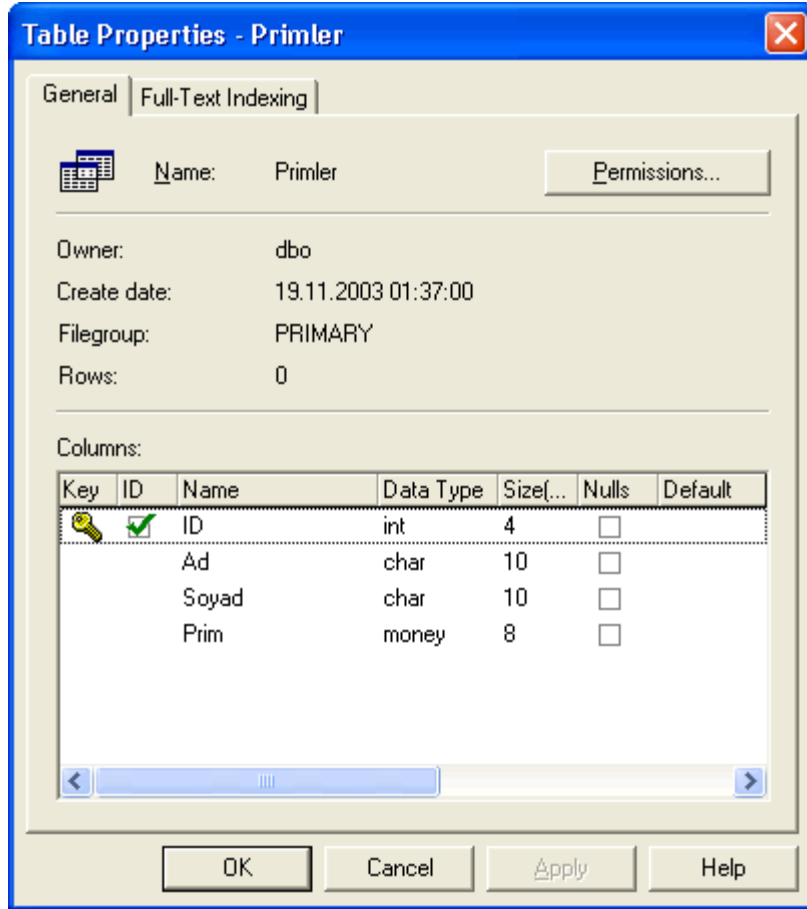 Table Properties - Primler
General Full-Text Indexing
Name: Primler Permissions...
Owner: dbo
Create date: 19.11.2003 01:37:00
Filegroup: PRIMARY
Rows: 0
Columns:
Key ID Name Data Type Size(... Nulls Default
ID int 4
Ad char 10
Soyad char 10
Prim money 8
OK Cancel Apply Help